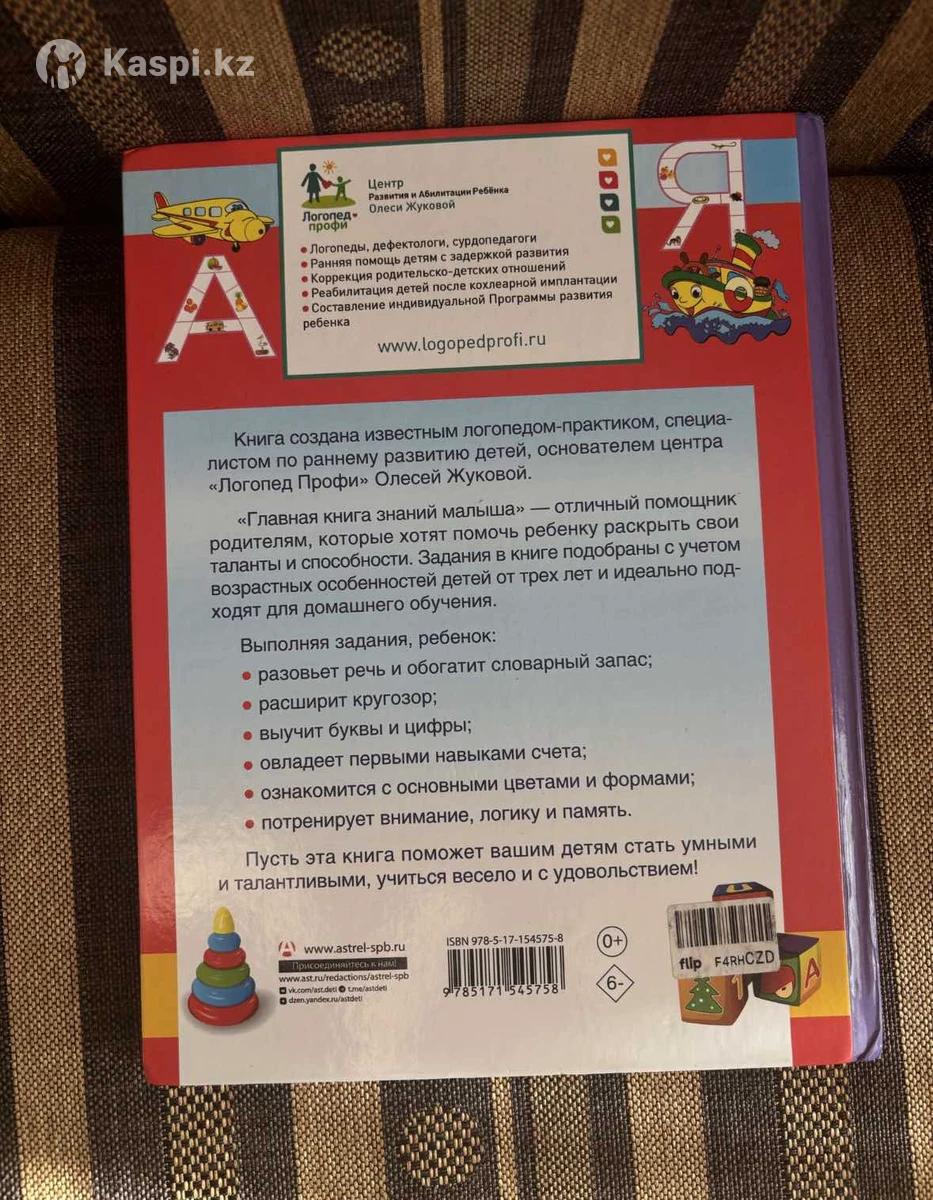 Kaspi.kz
А
Я
Логопед
профи
Центр
Развития и Абилитации Ребёнка
Олеси Жуковой
• Логопеды, дефектологи, сурдопедагоги
• Ранняя помощь детям с задержкой развития
• Коррекция родительско-детских отношений
• Реабилитация детей после кохлеарной имплантации
• Составление индивидуальной Программы развития
ребенка
www.logopedprofi.ru
Книга создана известным логопедом-практиком, специа-
листом по раннему развитию детей, основателем центра
«Логопед Профи» Олесей Жуковой.
«Главная книга знаний малыша» — отличный помощник
родителям, которые хотят помочь ребенку раскрыть свои
таланты и способности. Задания в книге подобраны с учетом
возрастных особенностей детей от трех лет и идеально под-
ходят для домашнего обучения.
Выполняя задания, ребенок:
• разовьет речь и обогатит словарный запас;
• расширит кругозор;
• выучит буквы и цифры;
• овладеет первыми навыками счета;
• ознакомится с основными цветами и формами;
• потренирует внимание, логику и память.
Пусть эта книга поможет вашим детям стать умными
и талантливыми, учиться весело и с удовольствием!
www.astrel-spb.ru
Присоединяйтесь к нам!
www.ast.ru/redactions/astrel-spb
vk.com/ast.deti t.me/astdeti
dzen.yandex.ru/astdeti
ISBN 978-5-17-154575-8
9 785171 545758
0+
6-
flip F4RHCZD
1
А